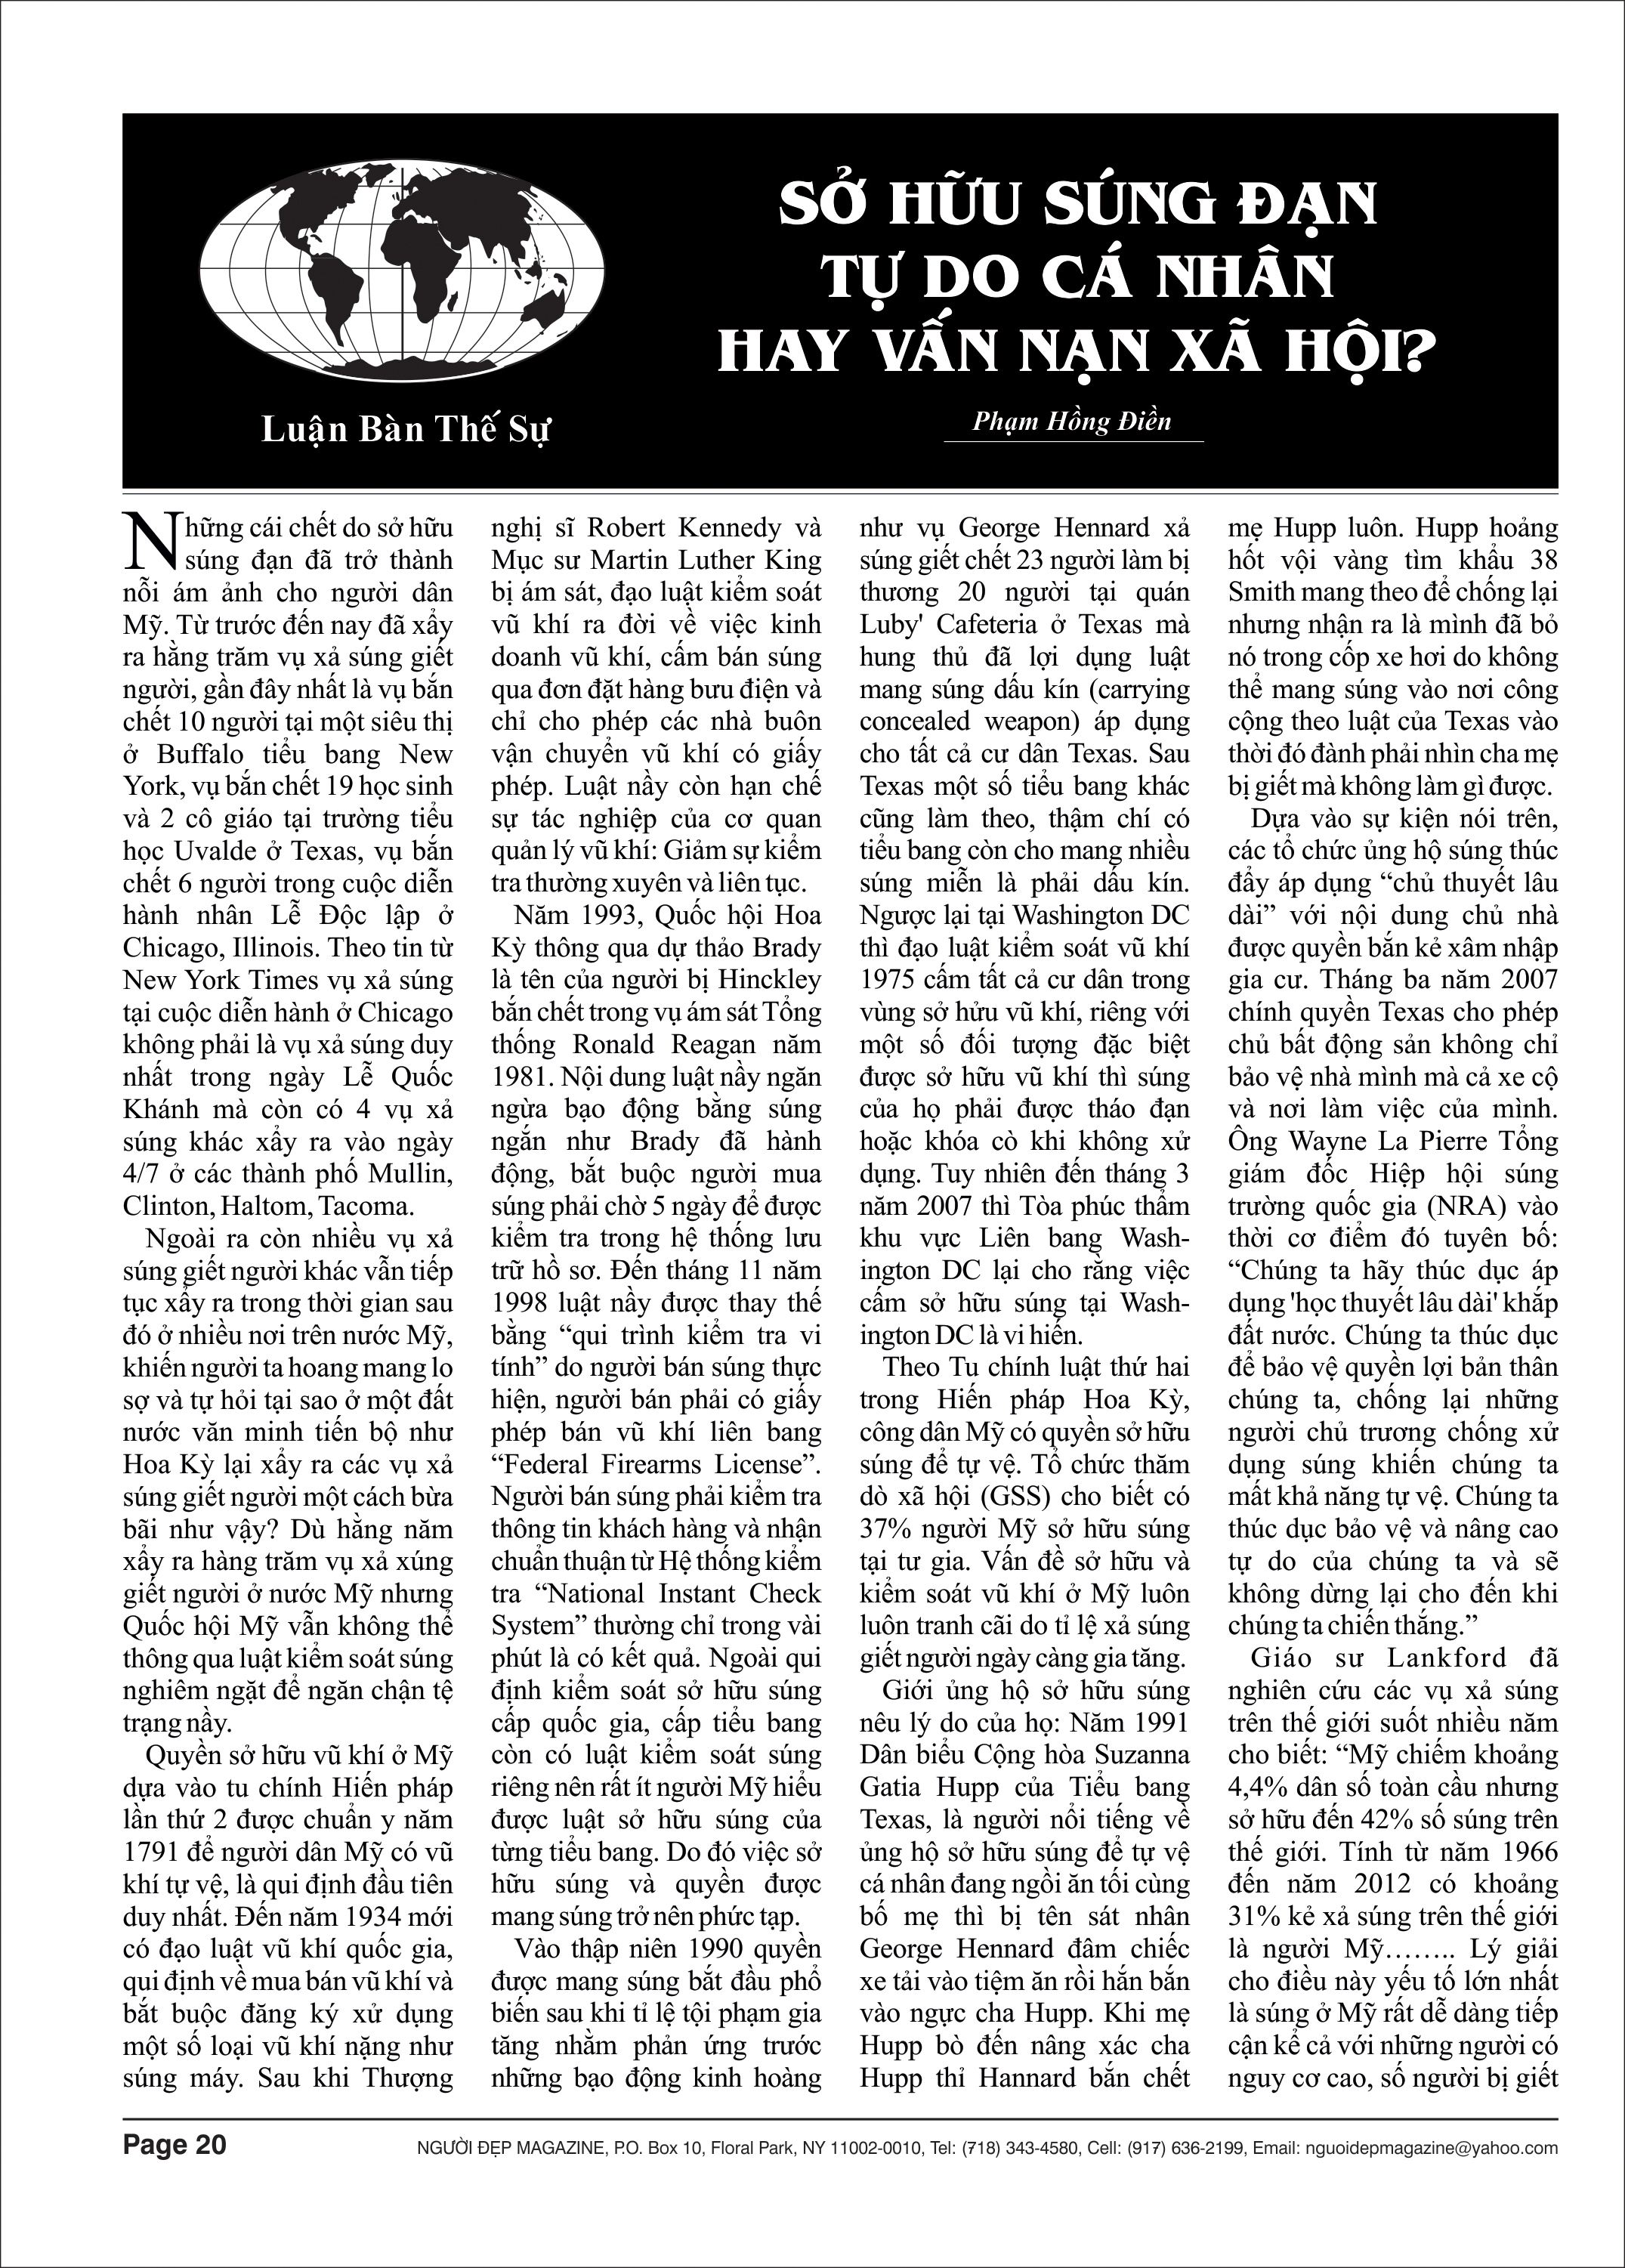 SỞ HỮU SÚNG ĐẠN
TỰ DO CÁ NHÂN
HAY VẤN NẠN XÃ HỘI?
Luận Bàn Thế Sự
Phạm Hồng Điền
Những cái chết do sở hữu
súng đạn đã trở thành
nỗi ám ảnh cho người dân
Mỹ. Từ trước đến nay đã xẩy
ra hằng trăm vụ xả súng giết
người, gần đây nhất là vụ bắn
chết 10 người tại một siêu thị
ở Buffalo tiểu bang New
York, vụ bắn chết 19 học sinh
và 2 cô giáo tại trường tiểu
học Uvalde ở Texas, vụ bắn
chết 6 người trong cuộc diễn
hành nhân Lễ Độc lập ở
Chicago, Illinois. Theo tin từ
New York Times vụ xả súng
tại cuộc diễn hành ở Chicago
không phải là vụ xả súng duy
nhất trong ngày Lễ Quốc
Khánh mà còn có 4 vụ xả
súng khác xẩy ra vào ngày
4/7 ở các thành phố Mullin,
Clinton, Haltom, Tacoma.
Ngoài ra còn nhiều vụ xả
súng giết người khác vẫn tiếp
tục xẩy ra trong thời gian sau
đó ở nhiều nơi trên nước Mỹ,
khiến người ta hoang mang lo
sợ và tự hỏi tại sao ở một đất
nước văn minh tiến bộ như
Hoa Kỳ lại xẩy ra các vụ xả
súng giết người một cách bừa
bãi như vậy? Dù hằng năm
xẩy ra hàng trăm vụ xả xúng
giết người ở nước Mỹ nhưng
Quốc hội Mỹ vẫn không thể
thông qua luật kiểm soát súng
nghiêm ngặt để ngăn chận tệ
trạng nầy.
Quyền sở hữu vũ khí ở Mỹ
dựa vào tu chính Hiến pháp
lần thứ 2 được chuẩn y năm
1791 để người dân Mỹ có vũ
khí tự vệ, là qui định đầu tiên
duy nhất. Đến năm 1934 mới
có đạo luật vũ khí quốc gia,
qui định về mua bán vũ khí và
bắt buộc đăng ký xử dụng
một số loại vũ khí nặng như
súng máy. Sau khi Thượng
nghị sĩ Robert Kennedy và
Mục sư Martin Luther King
bị ám sát, đạo luật kiểm soát
vũ khí ra đời về việc kinh
doanh vũ khí, cấm bán súng
qua đơn đặt hàng bưu điện và
chỉ cho phép các nhà buôn
vận chuyển vũ khí có giấy
phép. Luật nầy còn hạn chế
sự tác nghiệp của cơ quan
quản lý vũ khí: Giảm sự kiểm
tra thường xuyên và liên tục.
Năm 1993, Quốc hội Hoa
Kỳ thông qua dự thảo Brady
là tên của người bị Hinckley
bắn chết trong vụ ám sát Tổng
thống Ronald Reagan năm
1981. Nội dung luật nầy ngăn
ngừa bạo động bằng súng
ngắn như Brady đã hành
động, bắt buộc người mua
súng phải chờ 5 ngày để được
kiểm tra trong hệ thống lưu
trữ hồ sơ. Đến tháng 11 năm
1998 luật nầy được thay thế
bằng “qui trình kiểm tra vi
tính” do người bán súng thực
hiện, người bán phải có giấy
phép bán vũ khí liên bang
“Federal Firearms License”.
Người bán súng phải kiểm tra
thông tin khách hàng và nhận
chuẩn thuận từ Hệ thống kiểm
tra “National Instant Check
System” thường chỉ trong vài
phút là có kết quả. Ngoài qui
định kiểm soát sở hữu súng
cấp quốc gia, cấp tiểu bang
còn có luật kiểm soát súng
riêng nên rất ít người Mỹ hiểu
được luật sở hữu súng của
từng tiểu bang. Do đó việc sở
hữu súng và quyền được
mang súng trở nên phức tạp.
Vào thập niên 1990 quyền
được mang súng bắt đầu phổ
biến sau khi tỉ lệ tội phạm gia
tăng nhằm phản ứng trước
những bạo động kinh hoàng
như vụ George Hennard xả
súng giết chết 23 người làm bị
thương 20 người tại quán
Luby' Cafeteria ở Texas mà
hung thủ đã lợi dụng luật
mang súng dấu kín (carrying
concealed weapon) áp dụng
cho tất cả cư dân Texas. Sau
Texas một số tiểu bang khác
cũng làm theo, thậm chí có
tiểu bang còn cho mang nhiều
súng miễn là phải dấu kín.
Ngược lại tại Washington DC
thì đạo luật kiểm soát vũ khí
1975 cấm tất cả cư dân trong
vùng sở hửu vũ khí, riêng với
một số đối tượng đặc biệt
được sở hữu vũ khí thì súng
của họ phải được tháo đạn
hoặc khóa cò khi không xử
dụng. Tuy nhiên đến tháng 3
năm 2007 thì Tòa phúc thẩm
khu vực Liên bang Wash-
ington DC lại cho rằng việc
cấm sở hữu súng tại Wash-
ington DC là vi hiến.
Theo Tu chính luật thứ hai
trong Hiến pháp Hoa Kỳ,
công dân Mỹ có quyền sở hữu
súng để tự vệ. Tổ chức thăm
dò xã hội (GSS) cho biết có
37% người Mỹ sở hữu súng
tại tư gia. Vấn đề sở hữu và
kiểm soát vũ khí ở Mỹ luôn
luôn tranh cãi do tỉ lệ xả súng
giết người ngày càng gia tăng.
Giới ủng hộ sở hữu súng
nêu lý do của họ: Năm 1991
Dân biểu Cộng hòa Suzanna
Gatia Hupp của Tiểu bang
Texas, là người nổi tiếng về
ủng hộ sở hữu súng để tự vệ
cá nhân đang ngồi ăn tối cùng
bố mẹ thì bị tên sát nhân
George Hennard đâm chiếc
xe tải vào tiệm ăn rồi hắn bắn
vào ngực cha Hupp. Khi mẹ
Hupp bò đến nâng xác cha
Hupp thỉ Hannard bắn chết
mẹ Hupp luôn. Hupp hoảng
hốt vội vàng tìm khẩu 38
Smith mang theo để chống lại
nhưng nhận ra là mình đã bỏ
nó trong cốp xe hơi do không
thể mang súng vào nơi công
cộng theo luật của Texas vào
thời đó đành phải nhìn cha mẹ
bị giết mà không làm gì được.
Dựa vào sự kiện nói trên,
các tổ chức ủng hộ súng thúc
đẩy áp dụng “chủ thuyết lâu
dài” với nội dung chủ nhà
được quyền bắn kẻ xâm nhập
gia cư. Tháng ba năm 2007
chính quyền Texas cho phép
chủ bất động sản không chỉ
bảo vệ nhà mình mà cả xe cộ
và nơi làm việc của mình.
Ông Wayne La Pierre Tổng
giám đốc Hiệp hội súng
trường quốc gia (NRA) vào
thời cơ điểm đó tuyên bố:
“Chúng ta hãy thúc dục áp
dụng 'học thuyết lâu dài' khắp
đất nước. Chúng ta thúc dục
để bảo vệ quyền lợi bản thân
chúng ta, chống lại những
người chủ trương chống xử
dụng súng khiến chúng ta
mất khả năng tự vệ. Chúng ta
thúc dục bảo vệ và nâng cao
tự do của chúng ta và sẽ
không dừng lại cho đến khi
chúng ta chiến thắng.”
Giáo sư Lankford đã
nghiên cứu các vụ xả súng
trên thế giới suốt nhiều năm
cho biết: “Mỹ chiếm khoảng
4,4% dân số toàn cầu nhưng
sở hữu đến 42% số súng trên
thế giới. Tính từ năm 1966
đến năm 2012 có khoảng
31% kẻ xả súng trên thế giới
là người Mỹ…….. Lý giải
cho điều này yếu tố lớn nhất
là súng ở Mỹ rất dễ dàng tiếp
cận kể cả với những người có
nguy cơ cao, số người bị giết
Page 20
NGƯỜI ĐẸP MAGAZINE, P.O. Box 10, Floral Park, NY 11002-0010, Tel: (718) 343-4580, Cell: (917) 636-2199, Email: nguoidepmagazine@yahoo.com